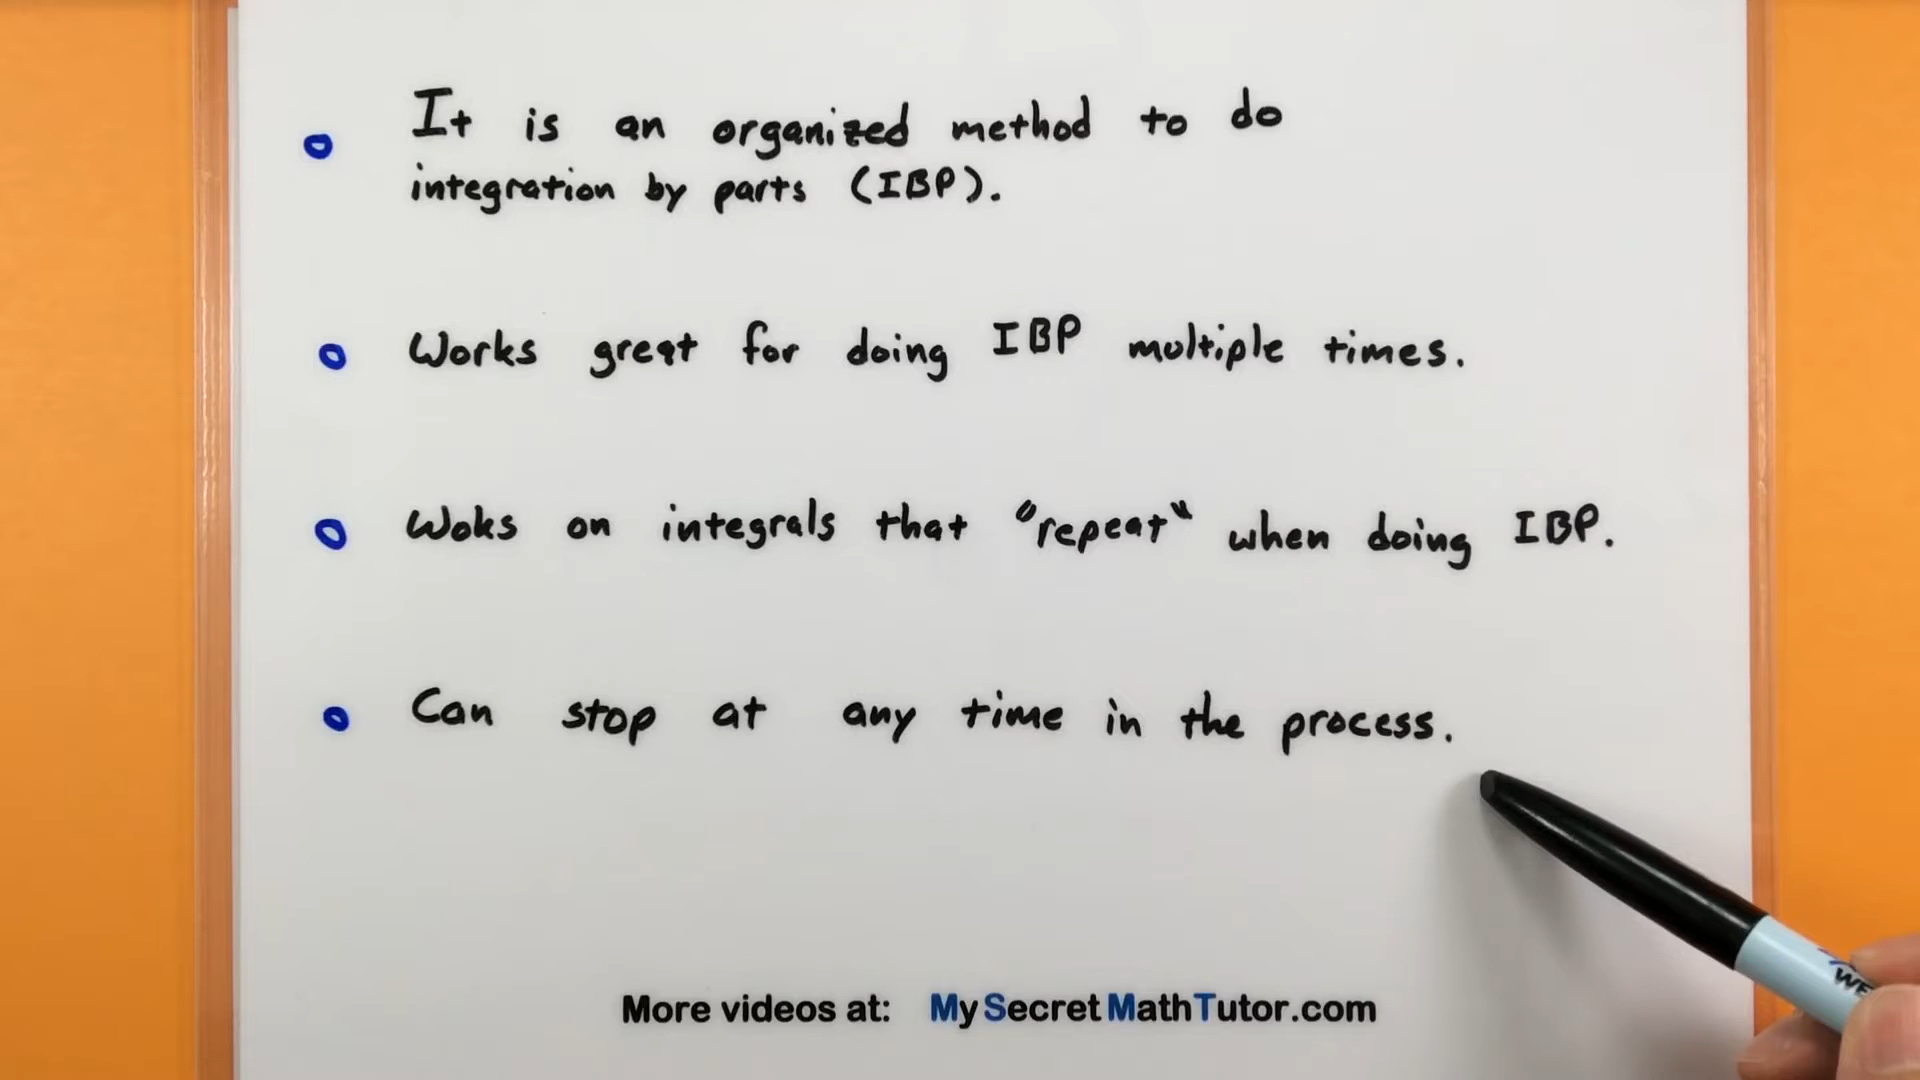 It is an organized method to do
integration by parts (IBP).
Works great for doing IBP multiple times.
Woks on integrals that "repeat" when doing IBP.
Can stop at any time in the process.
WE
More videos at: MySecretMathTutor.com